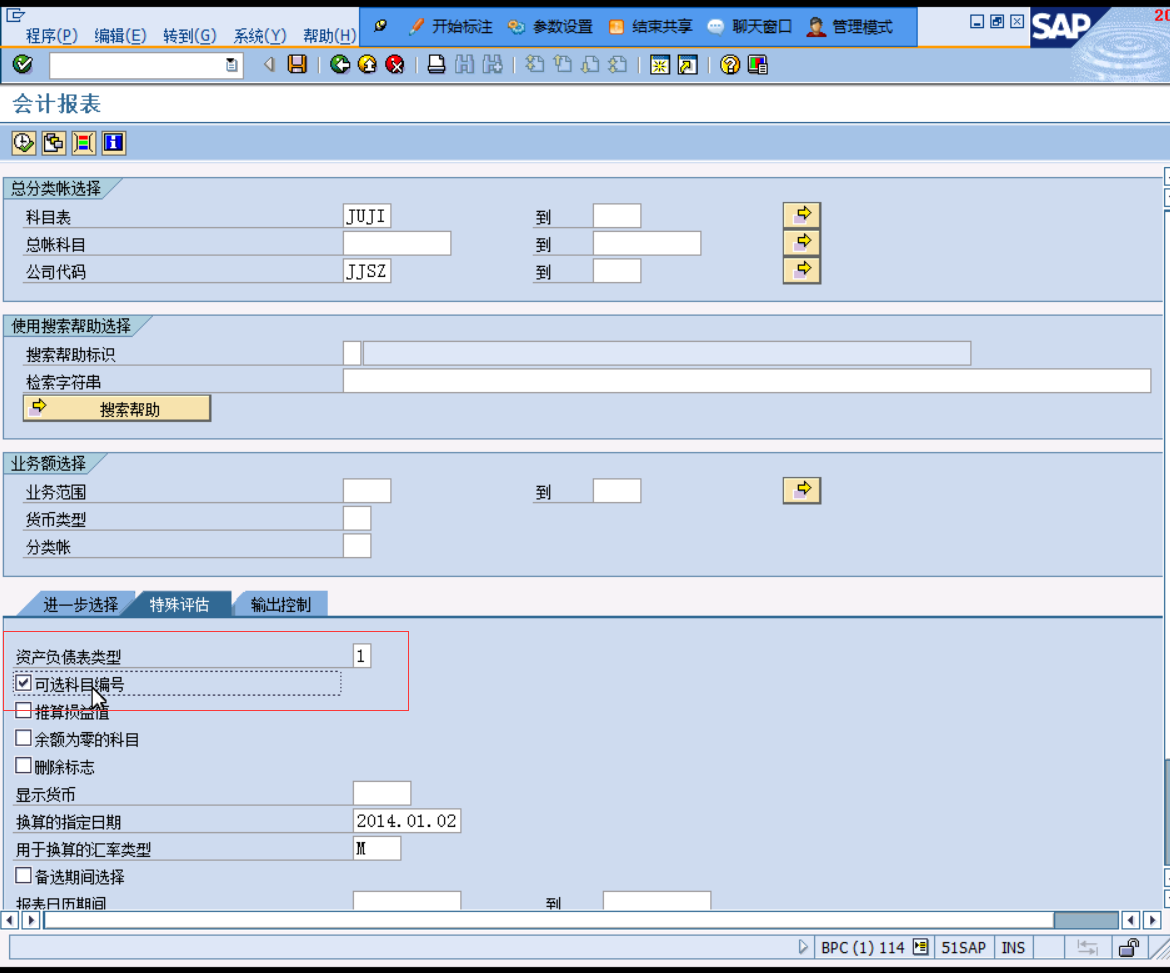 程序(P) 编辑(E) 转到(G) 系统(Y) 帮助(H) 开始标注 参数设置 结束共享 聊天窗口 管理模式 SAP 20
会计报表
总分类帐选择
科目表 JUJI 到
总帐科目 到
公司代码 JJSZ 到
使用搜索帮助选择
搜索帮助标识
检索字符串
搜索帮助
业务额选择
业务范围 到
货币类型
分类帐
进一步选择 特殊评估 输出控制
资产负债表类型 1
可选科目编号
推算损益值
余额为零的科目
删除标志
显示货币
换算的指定日期 2014.01.02
用于换算的汇率类型 M
备选期间选择
报表日历期间 到
BPC (1) 114 51SAP INS